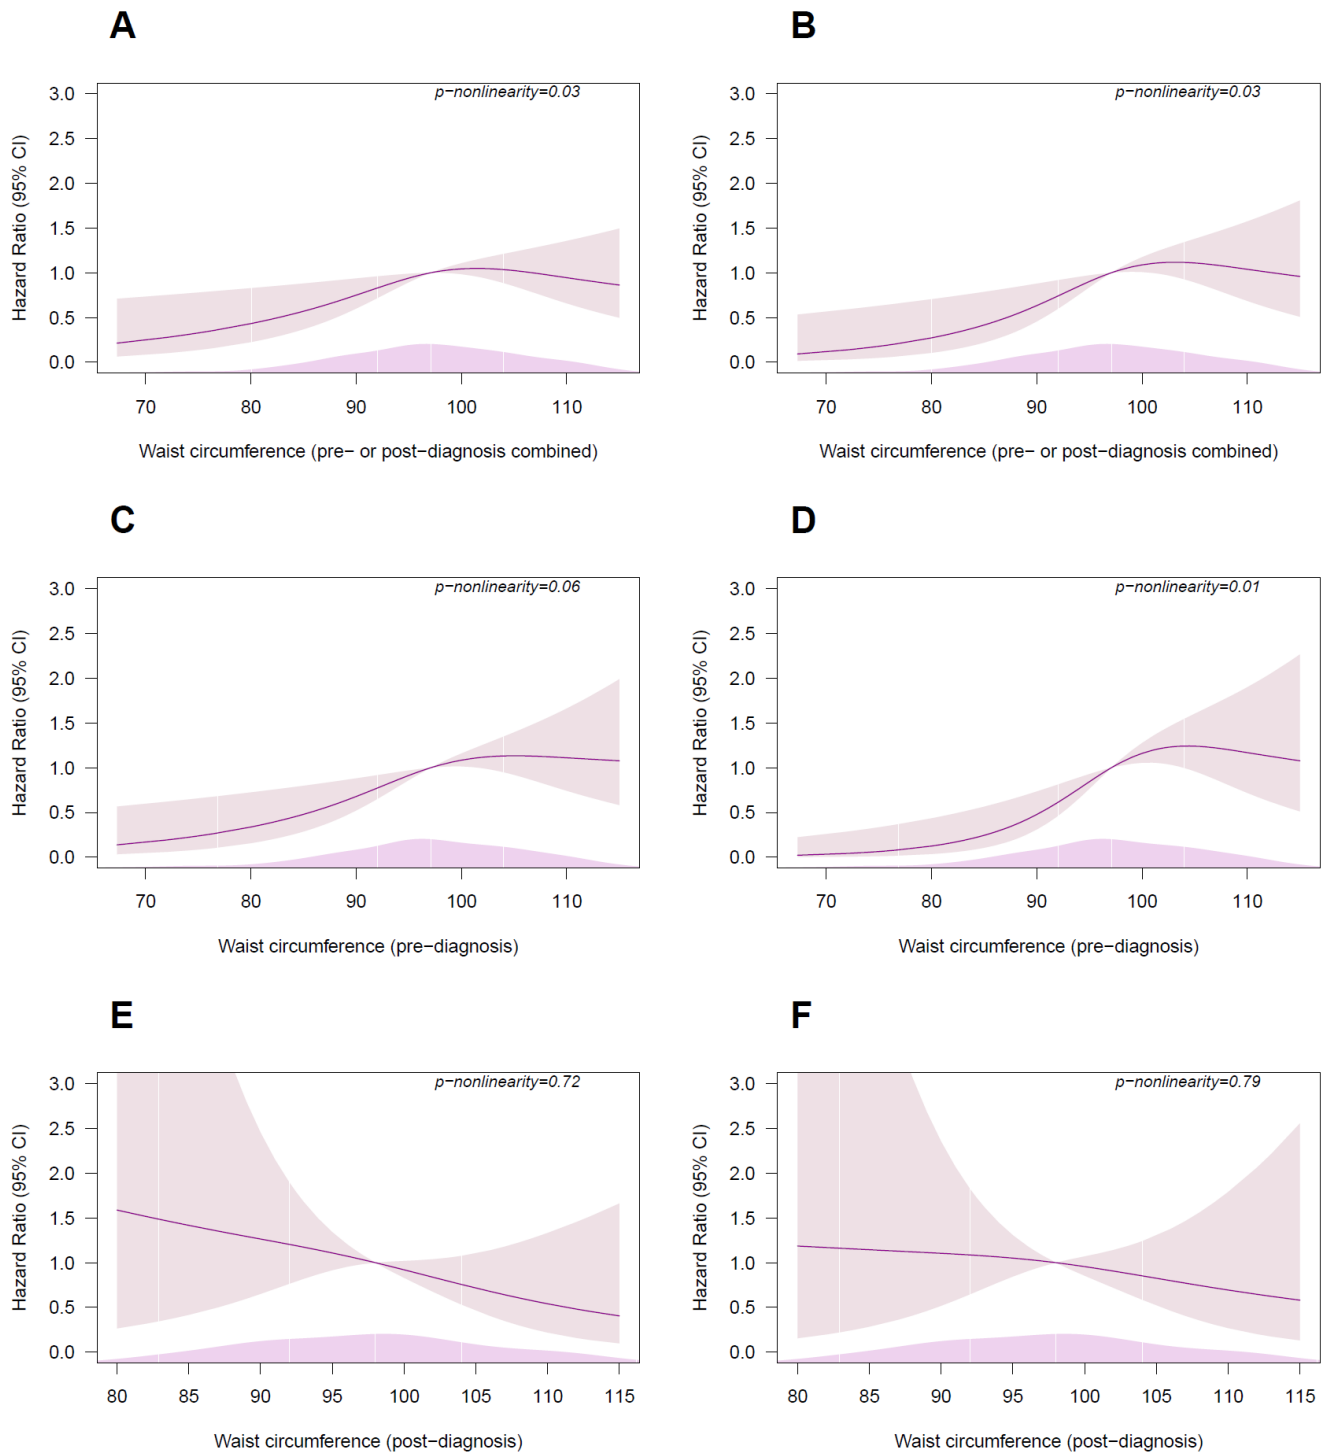 A
B
p−nonlinearity=0.03
p−nonlinearity=0.03
3.0
2.5
2.0
1.5
1.0
0.5
0.0
Hazard Ratio (95% CI)
70 80 90 100 110
Waist circumference (pre− or post−diagnosis combined)
3.0
2.5
2.0
1.5
1.0
0.5
0.0
Hazard Ratio (95% CI)
70 80 90 100 110
Waist circumference (pre− or post−diagnosis combined)
C
D
p−nonlinearity=0.06
p−nonlinearity=0.01
3.0
2.5
2.0
1.5
1.0
0.5
0.0
Hazard Ratio (95% CI)
70 80 90 100 110
Waist circumference (pre−diagnosis)
3.0
2.5
2.0
1.5
1.0
0.5
0.0
Hazard Ratio (95% CI)
70 80 90 100 110
Waist circumference (pre−diagnosis)
E
F
p−nonlinearity=0.72
p−nonlinearity=0.79
3.0
2.5
2.0
1.5
1.0
0.5
0.0
Hazard Ratio (95% CI)
80 85 90 95 100 105 110 115
Waist circumference (post−diagnosis)
3.0
2.5
2.0
1.5
1.0
0.5
0.0
Hazard Ratio (95% CI)
80 85 90 95 100 105 110 115
Waist circumference (post−diagnosis)